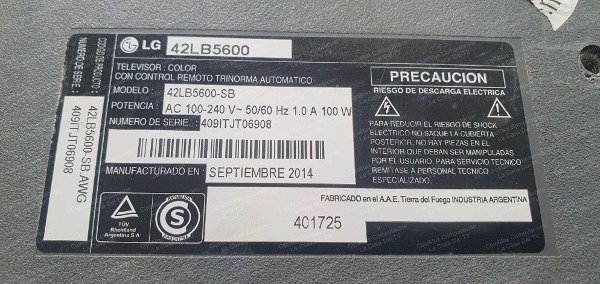 LG 42LB5600
TELEVISOR: COLOR
CON CONTROL REMOTO TRINORMA AUTOMATICO
MODELO: 42LB5600-SB
POTENCIA: AC 100-240 V~ 50/60 Hz 1.0 A 100 W
NUMERO DE SERIE: 409ITJT06908
MANUFACTURADO EN: SEPTIEMBRE 2014
PRECAUCION
RIESGO DE DESCARGA ELECTRICA
PARA REDUCIR EL RIESGO DE SHOCK
ELECTRICO NO SAQUE LA CUBIERTA
POSTERIOR, NO HAY PIEZAS EN EL
INTERIOR QUE DEBAN SER MANIPULADAS
POR EL USUARIO. PARA SERVICIO TECNICO
REMITASE A PERSONAL TECNICO
ESPECIALIZADO.
FABRICADO en el A.A.E. Tierra del Fuego INDUSTRIA ARGENTINA
401725
TÜV
Rheinland
Argentina S A
S
CODIGO DE PRODUCTO:
NUMERO DE SERIE:
42LB5600-SB.AWG
409ITJT06908